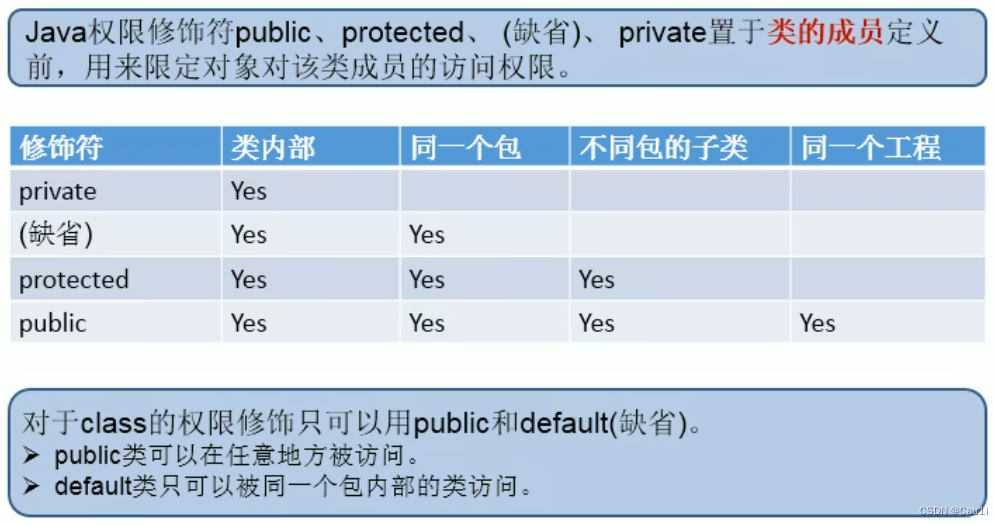 Java权限修饰符public、protected、 (缺省)、 private置于类的成员定义
前，用来限定对象对该类成员的访问权限。
修饰符 类内部 同一个包 不同包的子类 同一个工程
private Yes
(缺省) Yes Yes
protected Yes Yes Yes
public Yes Yes Yes Yes
对于class的权限修饰只可以用public和default(缺省)。
➢ public类可以在任意地方被访问。
➢ default类只可以被同一个包内部的类访问。